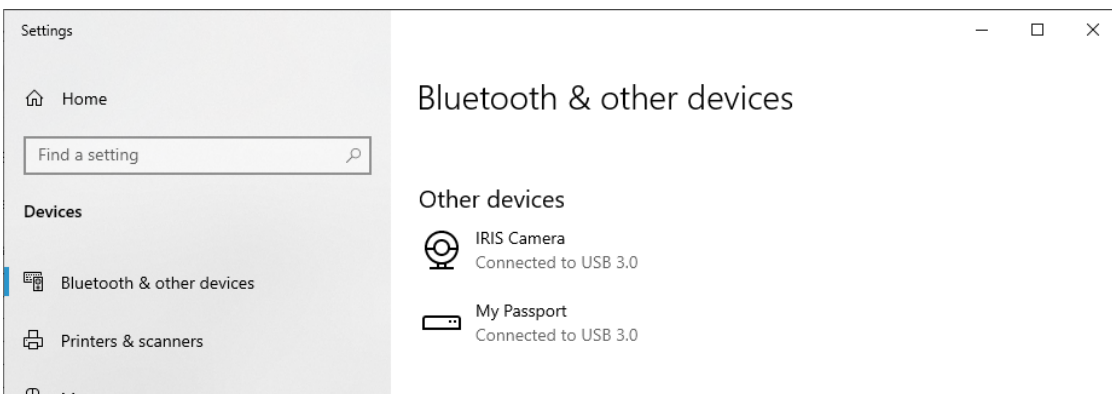 Settings
Home
Find a setting
Devices
Bluetooth & other devices
Printers & scanners
Bluetooth & other devices
Other devices
IRIS Camera
Connected to USB 3.0
My Passport
Connected to USB 3.0